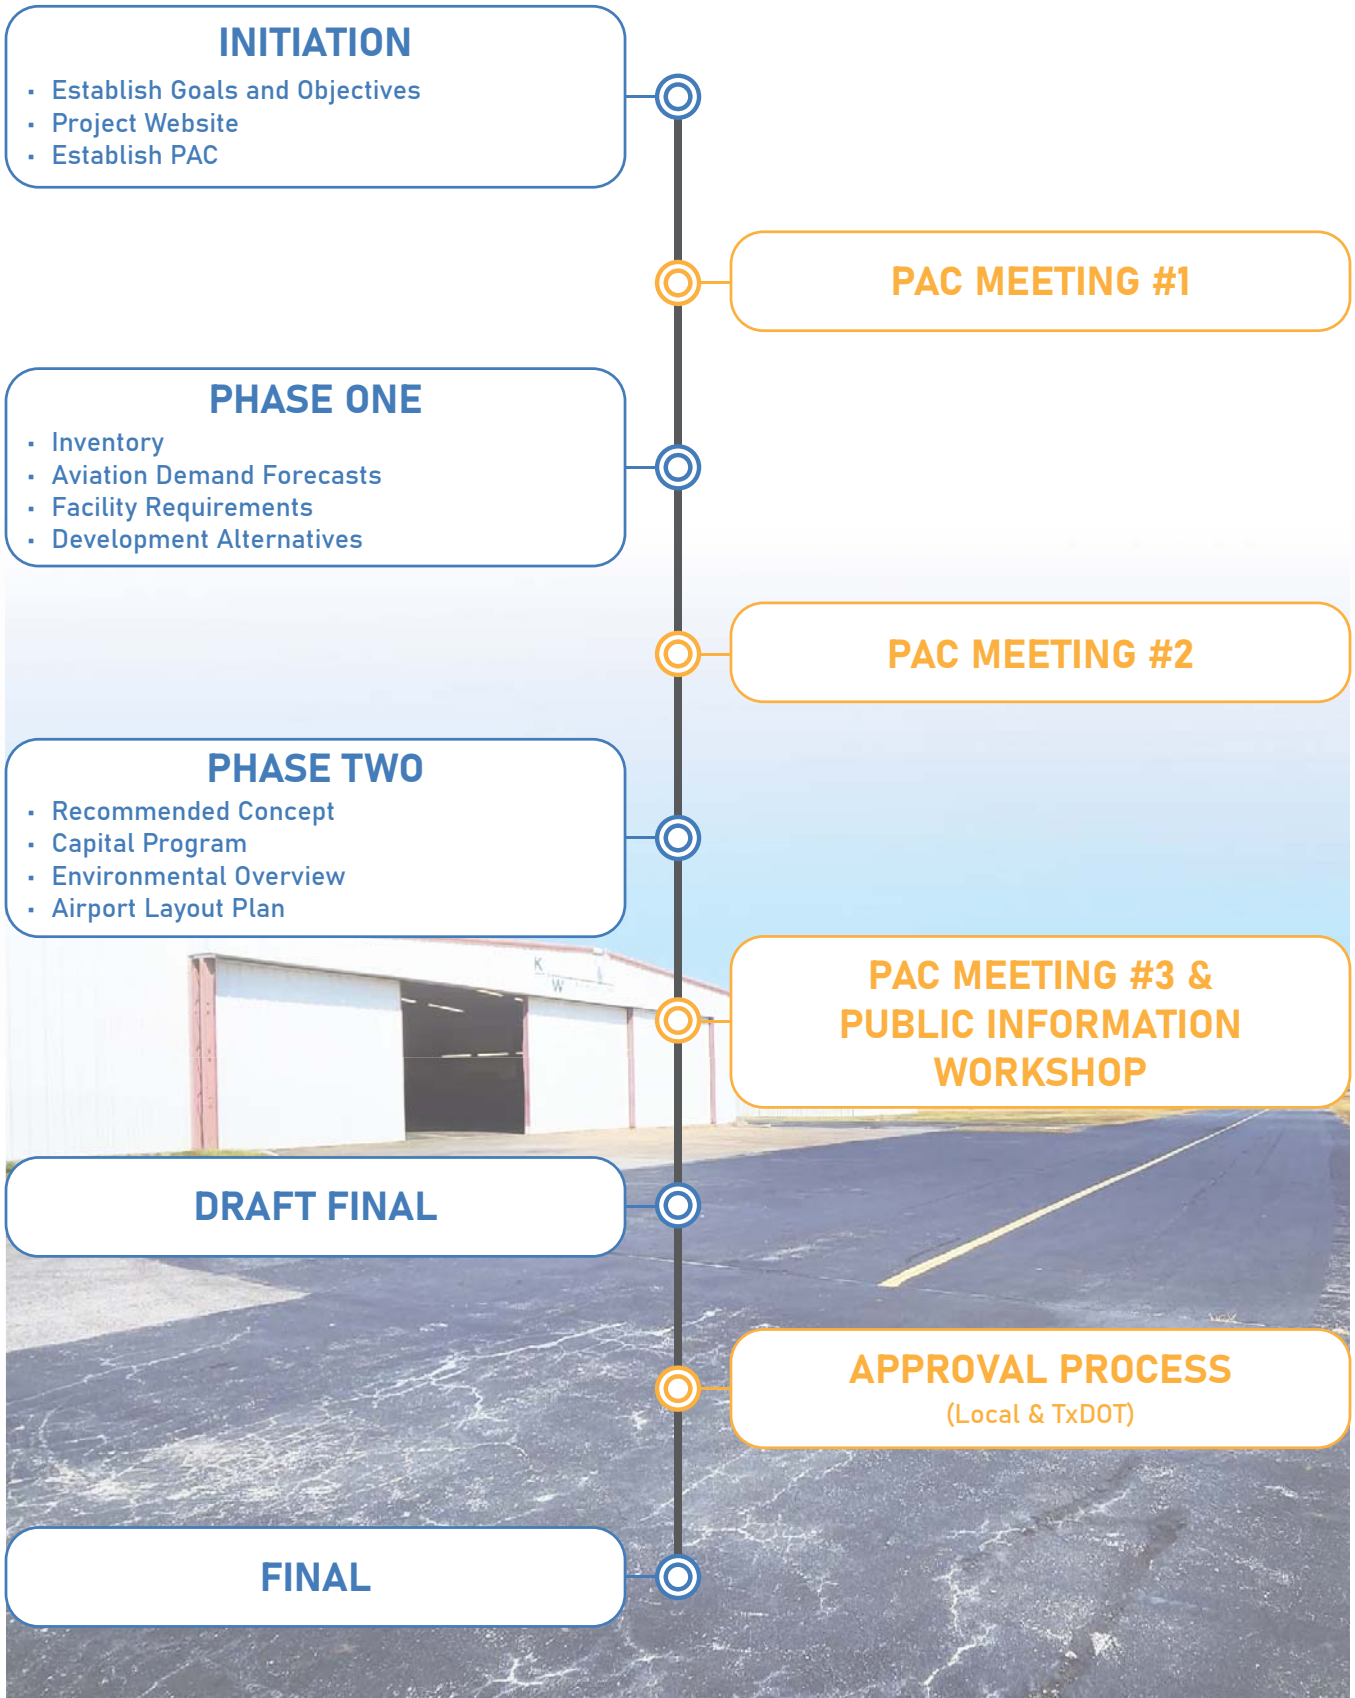 INITIATION
▪ Establish Goals and Objectives
▪ Project Website
▪ Establish PAC
PAC MEETING #1
PHASE ONE
▪ Inventory
▪ Aviation Demand Forecasts
▪ Facility Requirements
▪ Development Alternatives
PAC MEETING #2
PHASE TWO
▪ Recommended Concept
▪ Capital Program
▪ Environmental Overview
▪ Airport Layout Plan
K
W
PAC MEETING #3 &
PUBLIC INFORMATION
WORKSHOP
DRAFT FINAL
APPROVAL PROCESS
(Local & TxDOT)
FINAL